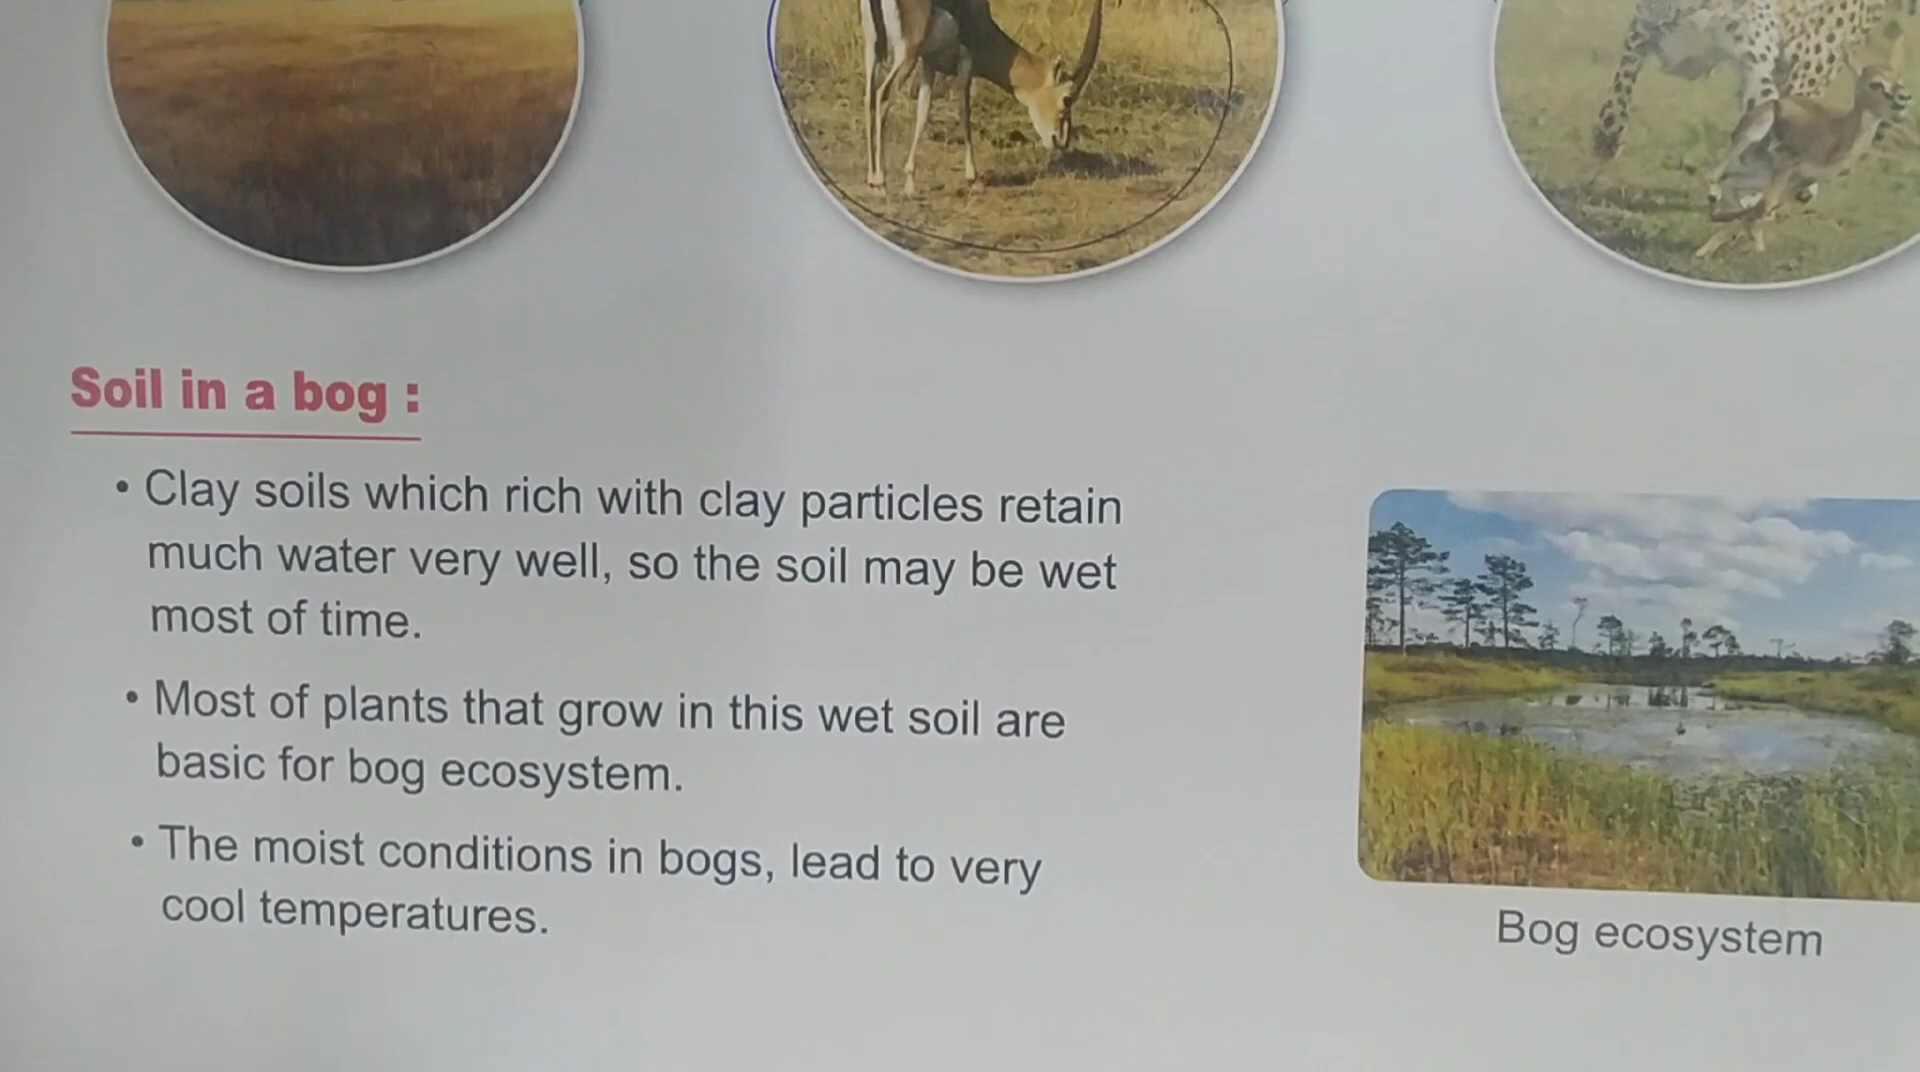 Soil in a bog :
• Clay soils which rich with clay particles retain
much water very well, so the soil may be wet
most of time.
• Most of plants that grow in this wet soil are
basic for bog ecosystem.
• The moist conditions in bogs, lead to very
cool temperatures.
Bog ecosystem